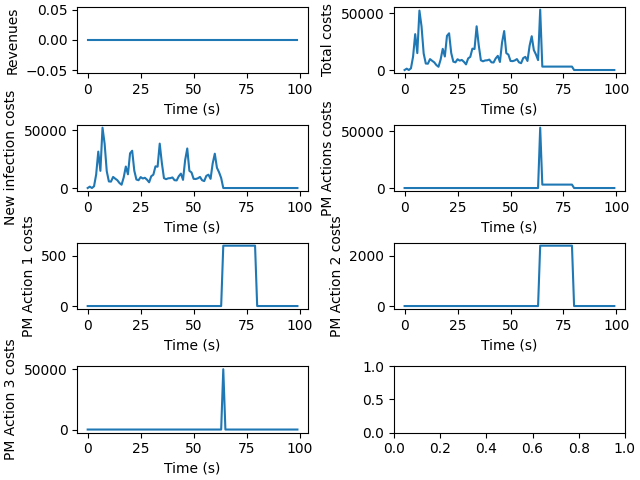 Revenues
0.05
0.00
−0.05
0 25 50 75 100
Time (s)
Total costs
50000
0
0 25 50 75 100
Time (s)
New infection costs
50000
0
0 25 50 75 100
Time (s)
PM Actions costs
50000
0
0 25 50 75 100
Time (s)
PM Action 1 costs
500
0
0 25 50 75 100
Time (s)
PM Action 2 costs
2000
0
0 25 50 75 100
Time (s)
PM Action 3 costs
50000
0
0 25 50 75 100
Time (s)
1.0
0.5
0.0
0.0 0.2 0.4 0.6 0.8 1.0